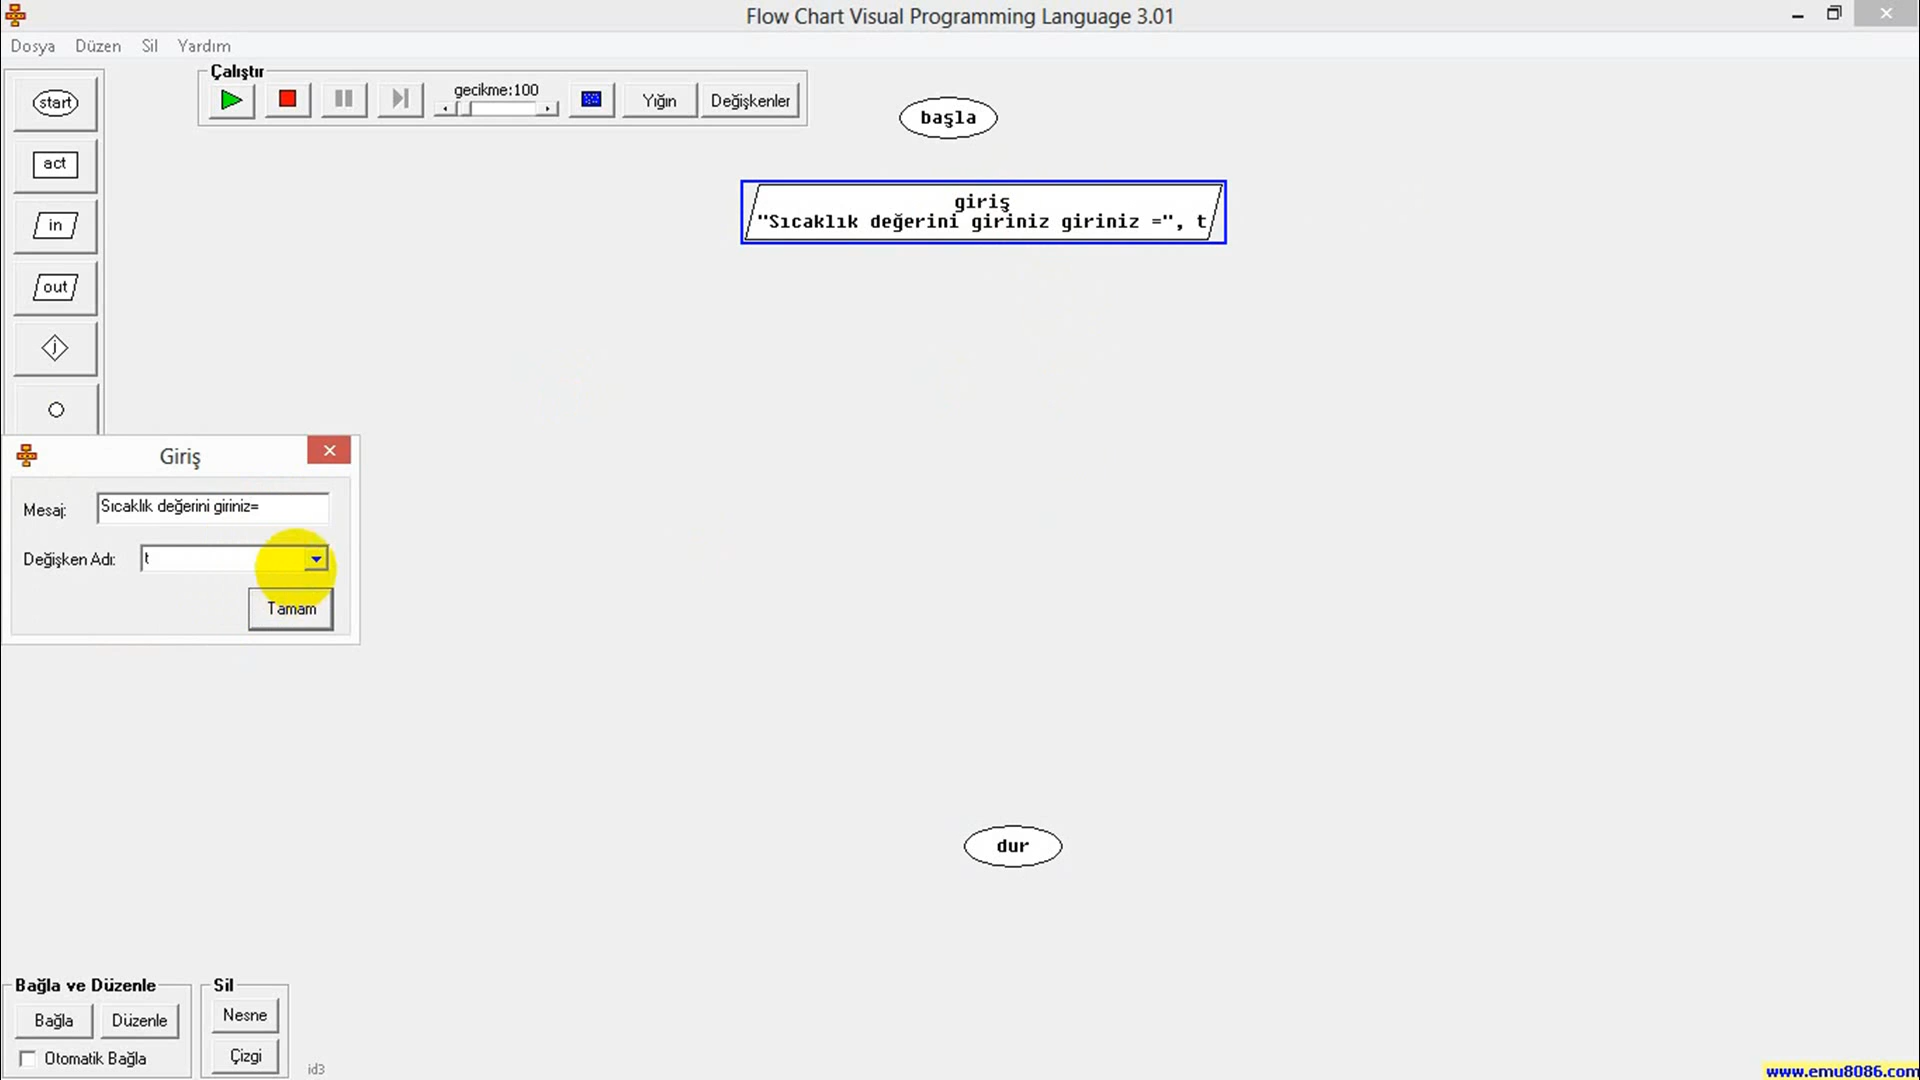 Flow Chart Visual Programming Language 3.01
Dosya Düzen Sil Yardım
Çalıştır
gecikme:100
Yığın
Değişkenler
start
act
in
out
j
başla
giriş
"Sıcaklık değerini giriniz giriniz =", t
Giriş
Mesaj: Sıcaklık değerini giriniz=
Değişken Adı: t
Tamam
dur
Bağla ve Düzenle
Bağla Düzenle
Otomatik Bağla
Sil
Nesne
Çizgi
id3
www.emu8086.com